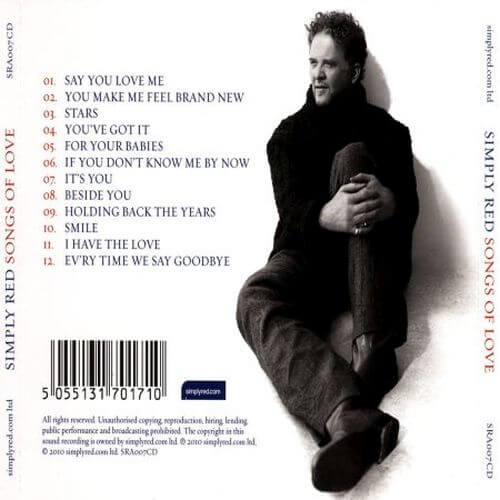 SRA007CD
SIMPLY RED SONGS OF LOVE
simplyred.com ltd
01. SAY YOU LOVE ME
02. YOU MAKE ME FEEL BRAND NEW
03. STARS
04. YOU'VE GOT IT
05. FOR YOUR BABIES
06. IF YOU DON'T KNOW ME BY NOW
07. IT'S YOU
08. BESIDE YOU
09. HOLDING BACK THE YEARS
10. SMILE
11. I HAVE THE LOVE
12. EV'RY TIME WE SAY GOODBYE
5 055131 701710
simplyred.com
All rights reserved. Unauthorised copying, reproduction, hiring, lending,
public performance and broadcasting prohibited. The copyright in this
sound recording is owned by simplyred.com ltd. ℗ 2010 simplyred.com ltd.
© 2010 simplyred.com ltd. SRA007CD
simplyred.com ltd
SIMPLY RED SONGS OF LOVE
SRA007CD